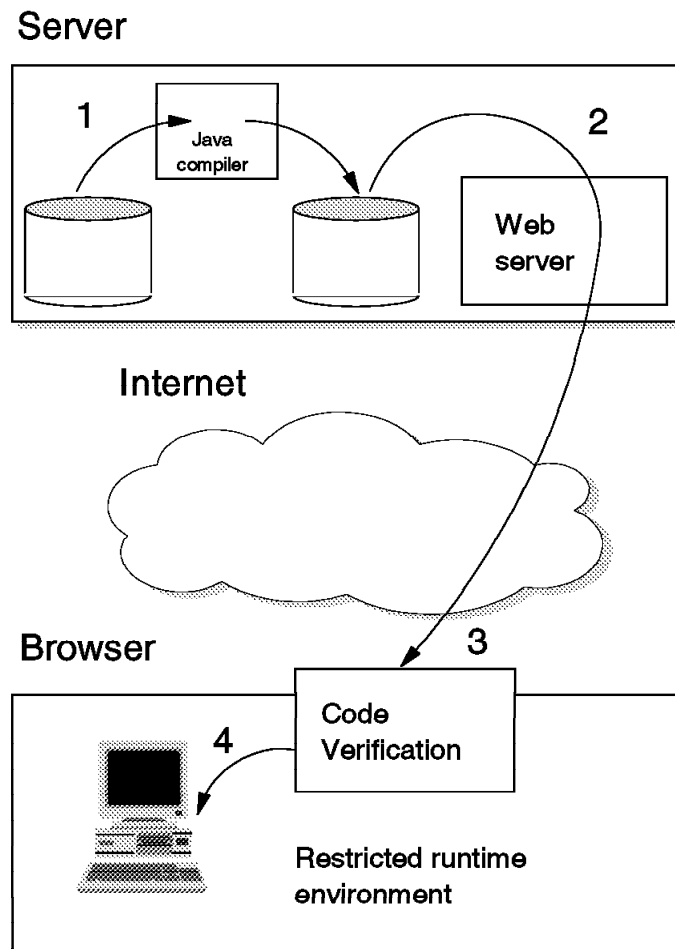 Server
1
Java
compiler
2
Web
server
Internet
3
Browser
Code
Verification
4
Restricted runtime
environment